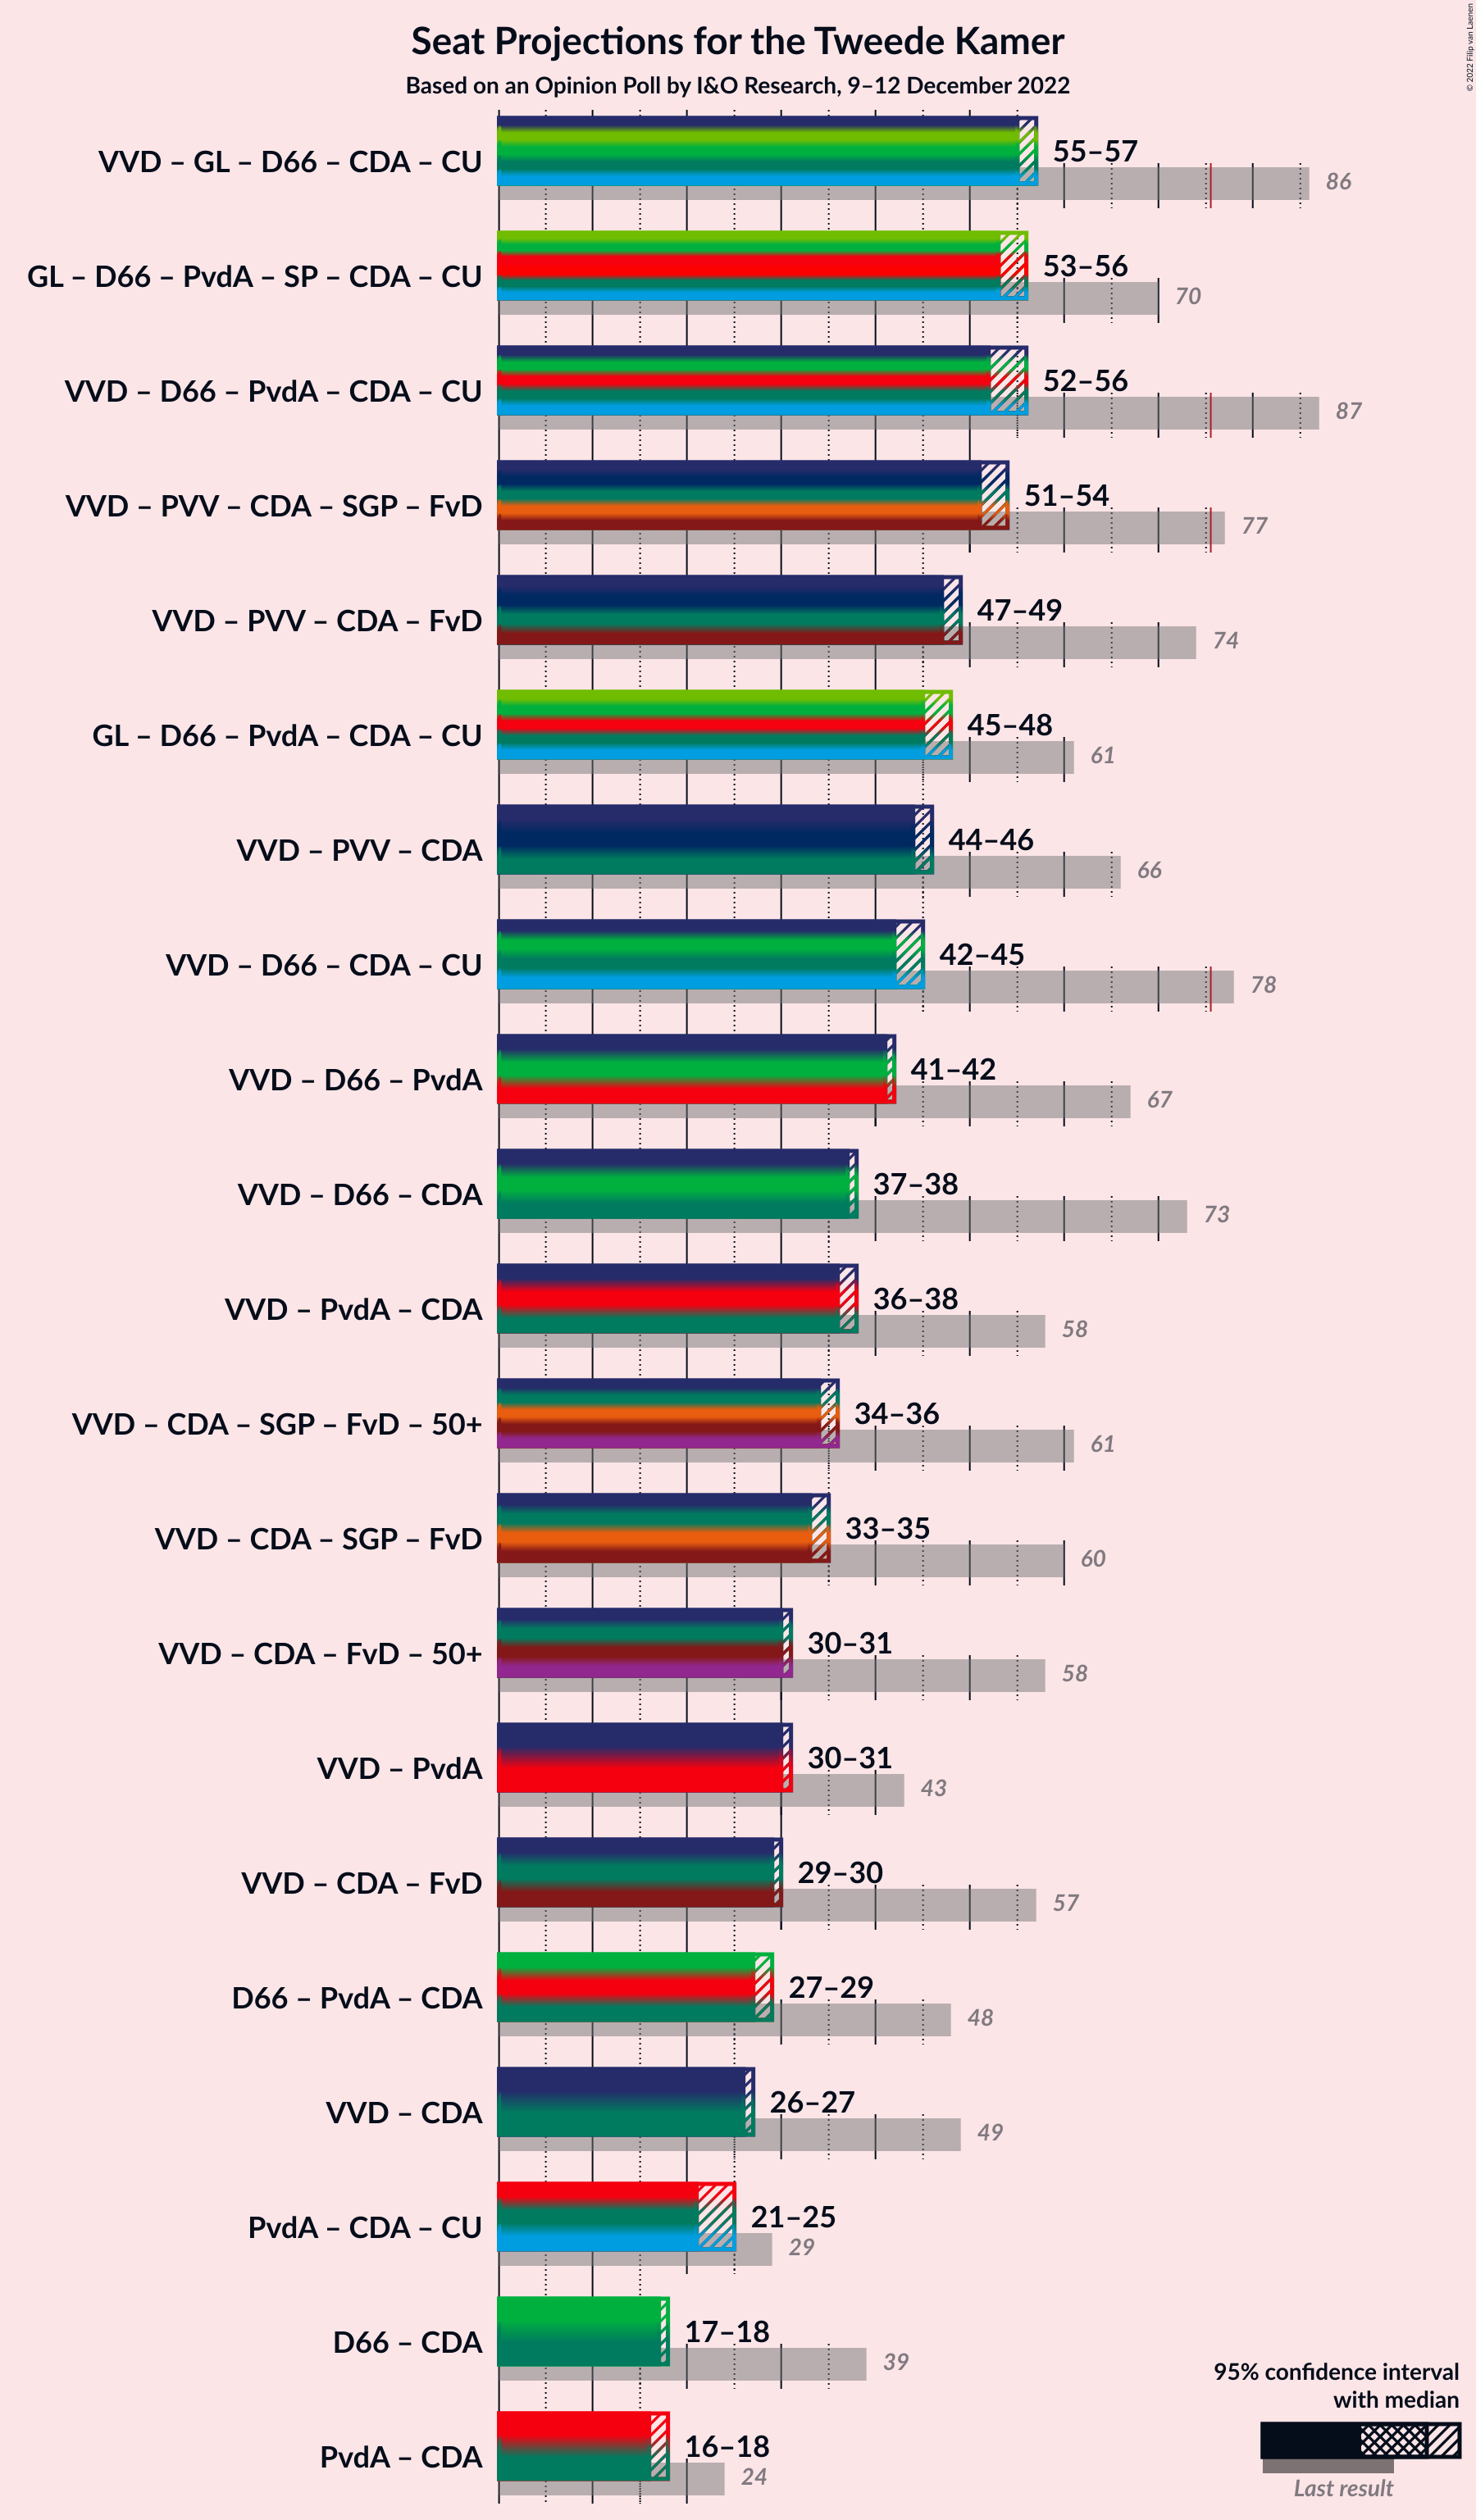 Seat Projections for the Tweede Kamer
Based on an Opinion Poll by I&O Research, 9–12 December 2022
© 2022 Filip van Laenen
VVD – GL – D66 – CDA – CU
55–57
86
GL – D66 – PvdA – SP – CDA – CU
53–56
70
VVD – D66 – PvdA – CDA – CU
52–56
87
VVD – PVV – CDA – SGP – FvD
51–54
77
VVD – PVV – CDA – FvD
47–49
74
GL – D66 – PvdA – CDA – CU
45–48
61
VVD – PVV – CDA
44–46
66
VVD – D66 – CDA – CU
42–45
78
VVD – D66 – PvdA
41–42
67
VVD – D66 – CDA
37–38
73
VVD – PvdA – CDA
36–38
58
VVD – CDA – SGP – FvD – 50+
34–36
61
VVD – CDA – SGP – FvD
33–35
60
VVD – CDA – FvD – 50+
30–31
58
VVD – PvdA
30–31
43
VVD – CDA – FvD
29–30
57
D66 – PvdA – CDA
27–29
48
VVD – CDA
26–27
49
PvdA – CDA – CU
21–25
29
D66 – CDA
17–18
39
PvdA – CDA
16–18
24
95% confidence interval
with median
Last result